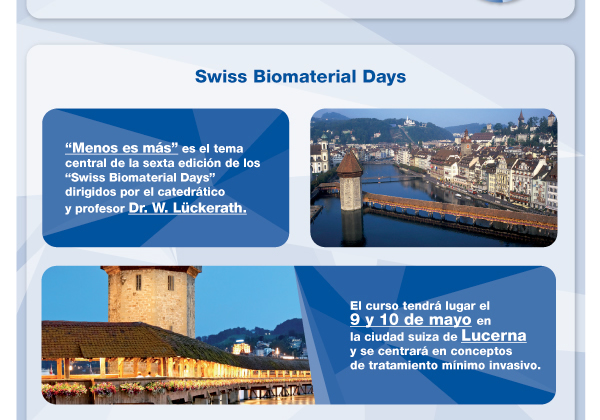 Swiss Biomaterial Days
“Menos es más” es el tema
central de la sexta edición de los
“Swiss Biomaterial Days”
dirigidos por el catedrático
y profesor Dr. W. Lückerath.
El curso tendrá lugar el
9 y 10 de mayo en
la ciudad suiza de Lucerna
y se centrará en conceptos
de tratamiento mínimo invasivo.